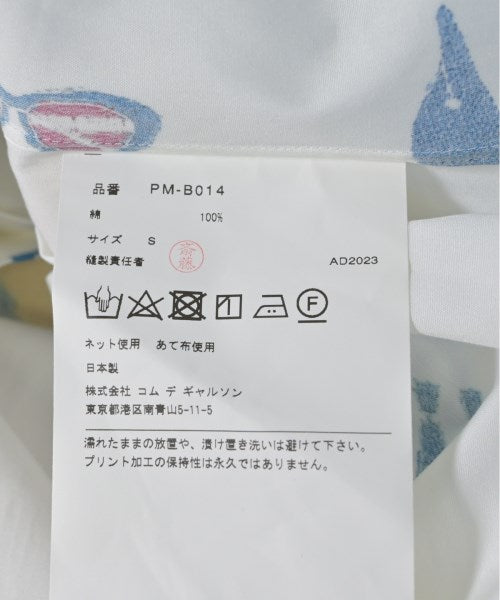 品番 PM-B014
綿 100%
サイズ S
縫製責任者 斎藤 AD2023
F
ネット使用 あて布使用
日本製
株式会社 コム デ ギャルソン
東京都港区南青山5-11-5
濡れたままの放置や、漬け置き洗いは避けて下さい。
プリント加工の保持性は永久ではありません。